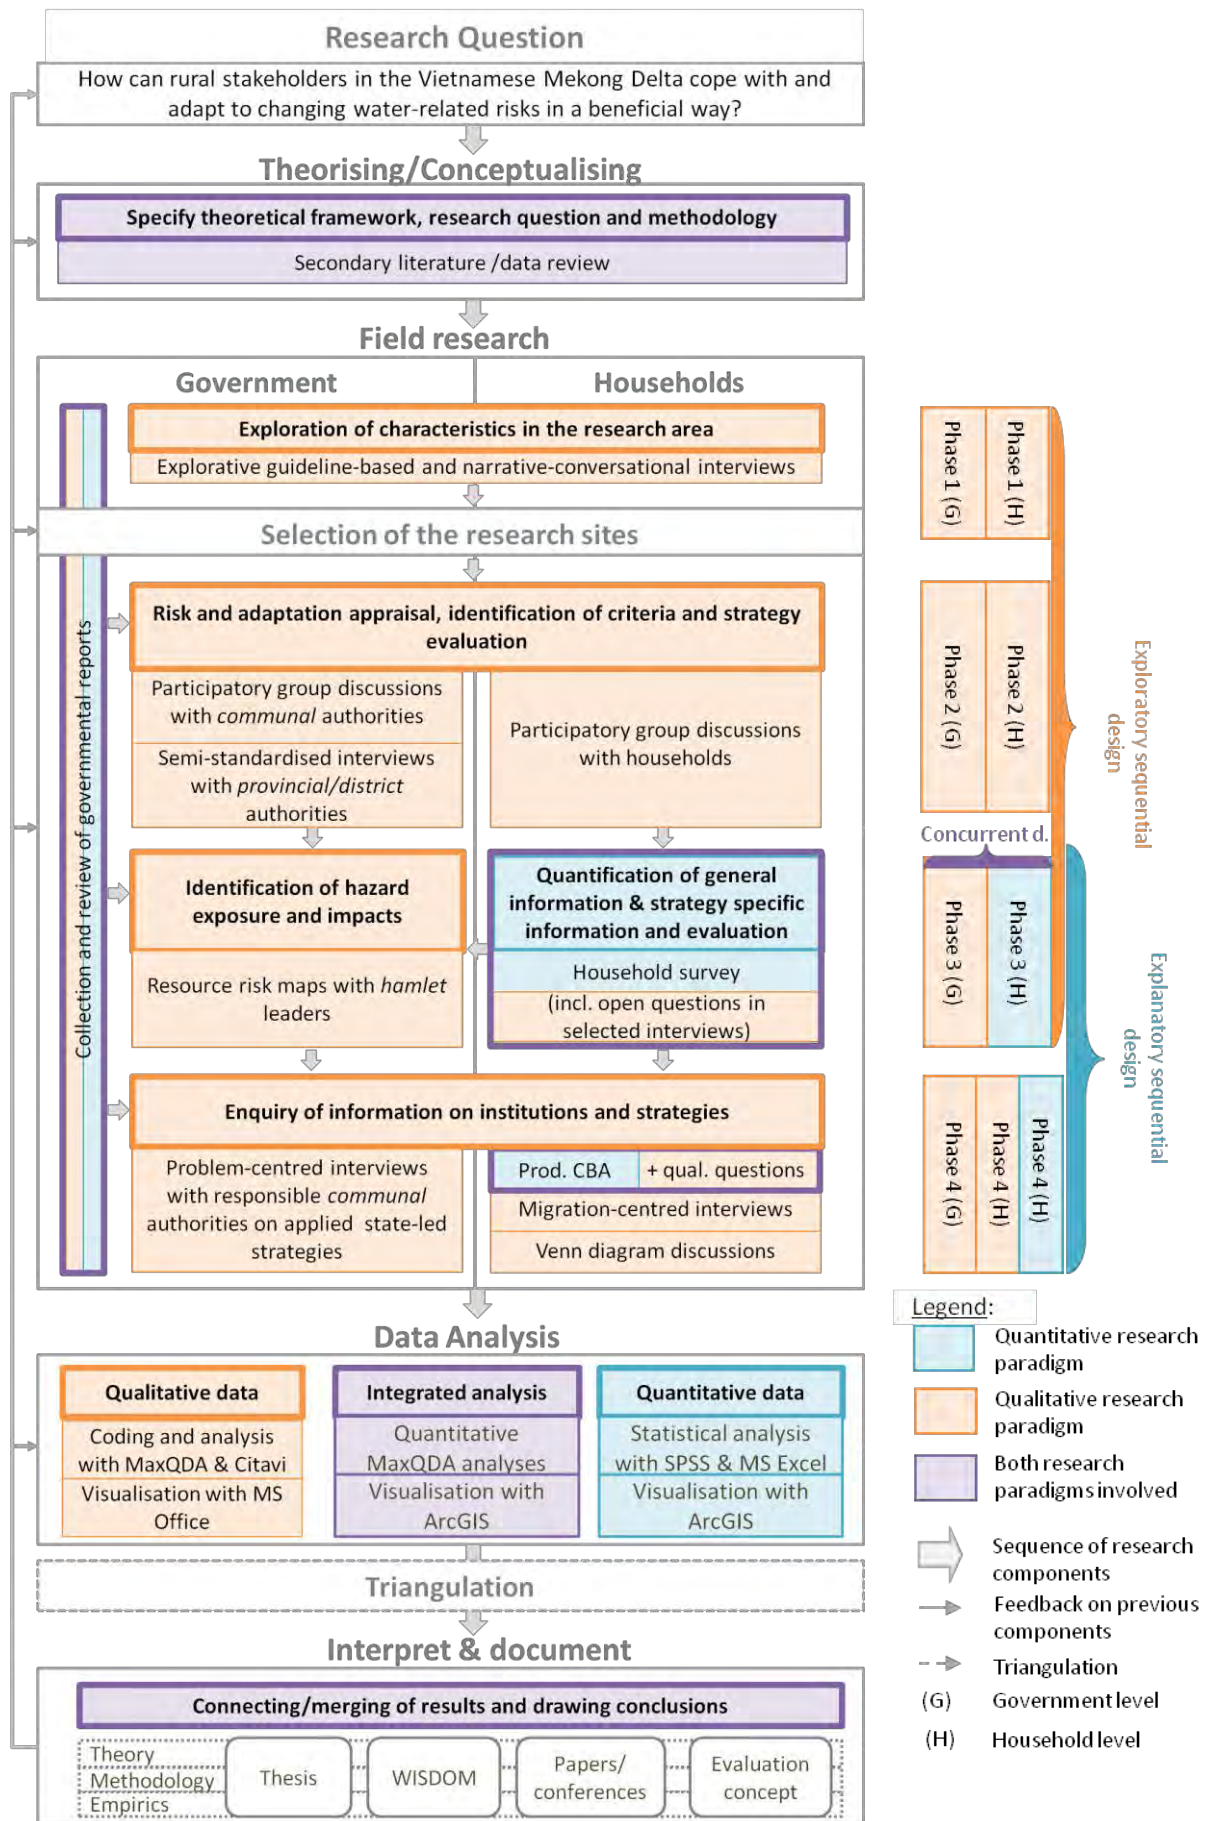 Research Question
How can rural stakeholders in the Vietnamese Mekong Delta cope with and
adapt to changing water-related risks in a beneficial way?
Theorising/Conceptualising
Specify theoretical framework, research question and methodology
Secondary literature /data review
Field research
Government
Households
Exploration of characteristics in the research area
Explorative guideline-based and narrative-conversational interviews
Selection of the research sites
Collection and review of governmental reports
Risk and adaptation appraisal, identification of criteria and strategy
evaluation
Participatory group discussions
with communal authorities
Semi-standardised interviews
with provincial/district
authorities
Participatory group discussions
with households
Identification of hazard
exposure and impacts
Resource risk maps with hamlet
leaders
Quantification of general
information & strategy specific
information and evaluation
Household survey
(incl. open questions in
selected interviews)
Enquiry of information on institutions and strategies
Problem-centred interviews
with responsible communal
authorities on applied state-led
strategies
Prod. CBA
+ qual. questions
Migration-centred interviews
Venn diagram discussions
Phase 1 (G)
Phase 1 (H)
Phase 2 (G)
Phase 2 (H)
Concurrent d.
Phase 3 (G)
Phase 3 (H)
Phase 4 (G)
Phase 4 (H)
Phase 4 (H)
Exploratory sequential
design
Explanatory sequential
design
Data Analysis
Qualitative data
Coding and analysis
with MaxQDA & Citavi
Visualisation with MS
Office
Integrated analysis
Quantitative
MaxQDA analyses
Visualisation with
ArcGIS
Quantitative data
Statistical analysis
with SPSS & MS Excel
Visualisation with
ArcGIS
Triangulation
Interpret & document
Connecting/merging of results and drawing conclusions
Theory
Methodology
Empirics
Thesis
WISDOM
Papers/
conferences
Evaluation
concept
Legend:
Quantitative research
paradigm
Qualitative research
paradigm
Both research
paradigms involved
Sequence of research
components
Feedback on previous
components
Triangulation
(G) Government level
(H) Household level